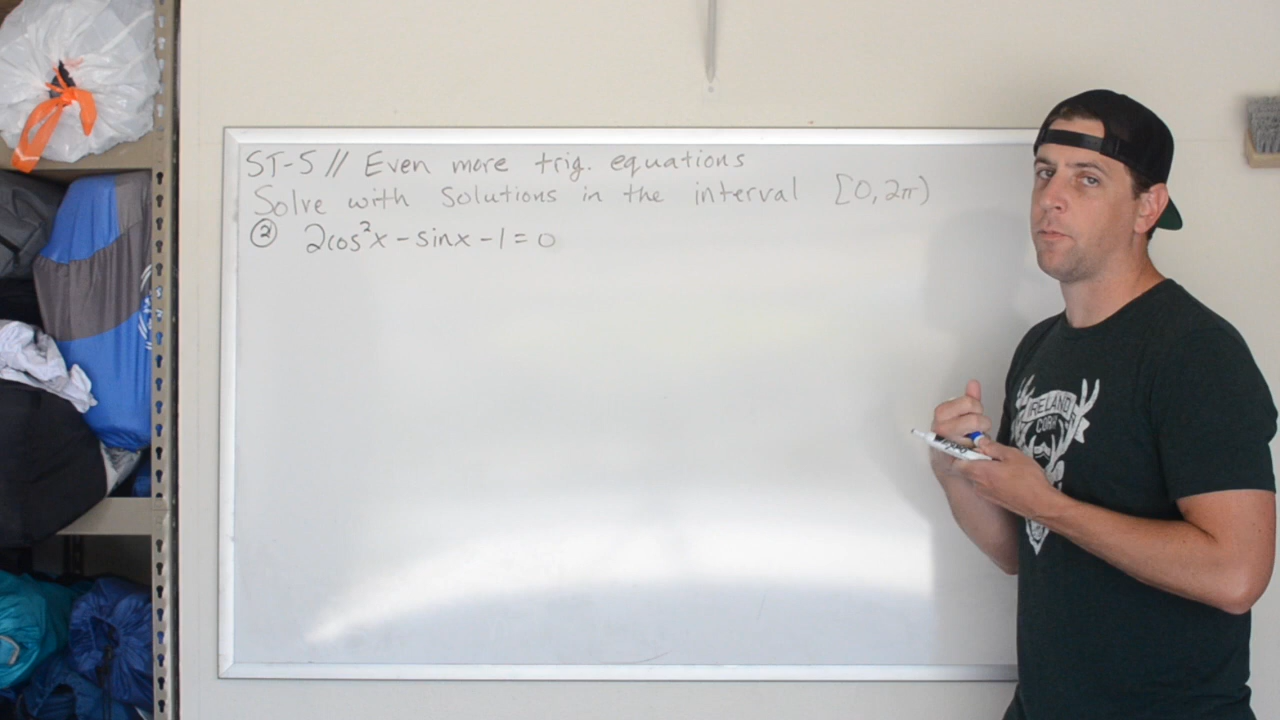 ST-5 // Even more trig. equations
Solve with solutions in the interval [0, 2π)
② 2cos²x - sinx - 1 = 0
IRELAND